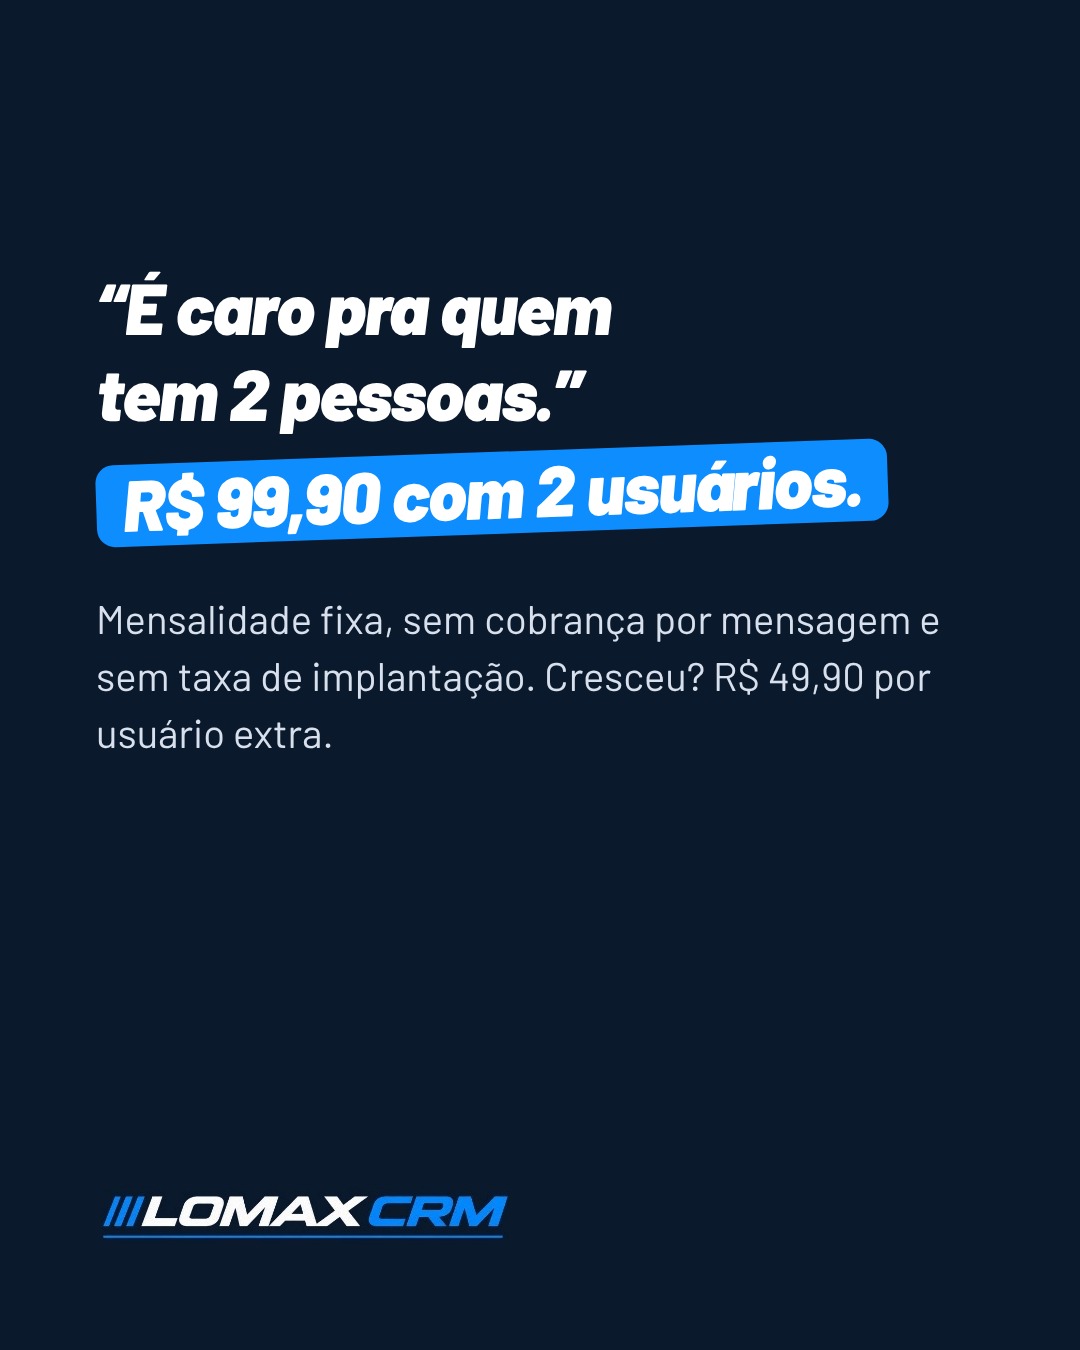 “É caro pra quem
tem 2 pessoas.”
R$ 99,90 com 2 usuários.
Mensalidade fixa, sem cobrança por mensagem e
sem taxa de implantação. Cresceu? R$ 49,90 por
usuário extra.
LOMAX CRM